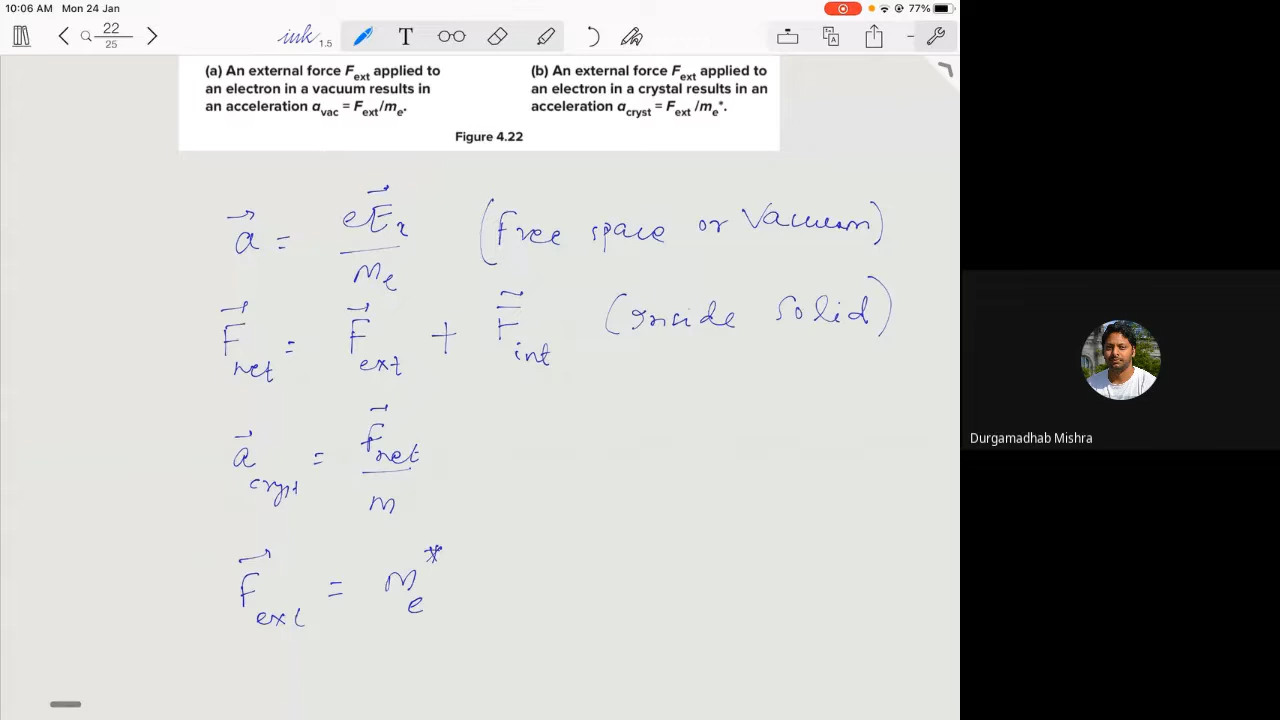 10:06 AM Mon 24 Jan 77%
22
25
ink 1.5 T
(a) An external force F_ext applied to
an electron in a vacuum results in
an acceleration a_vac = F_ext/m_e.
(b) An external force F_ext applied to
an electron in a crystal results in an
acceleration a_cryst = F_ext /m_e*.
Figure 4.22
a⃗ = eE⃗_x / m_e (Free space or Vacuum)
F⃗_net = F⃗_ext + F⃗_int (inside solid)
a⃗_cryst = F⃗_net / m
F⃗_ext = m_e*
Durgamadhab Mishra